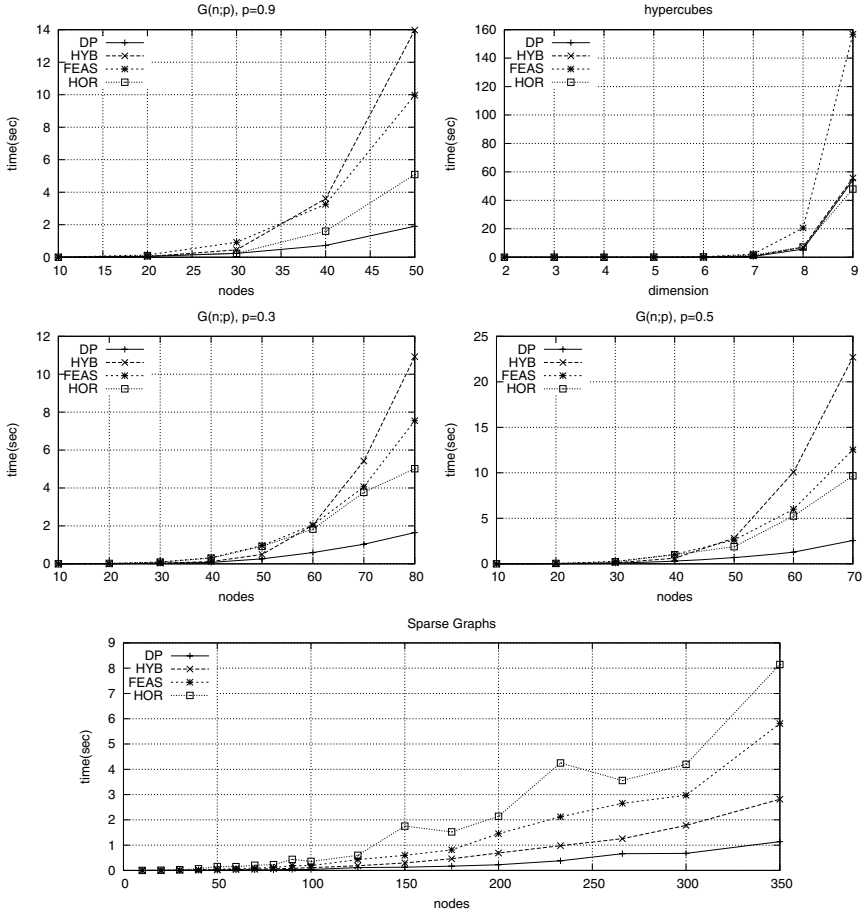 G(n;p), p=0.9
14
12
10
8
6
4
2
0
time(sec)
DP
HYB
FEAS
HOR
10 15 20 25 30 35 40 45 50
nodes
hypercubes
160
140
120
100
80
60
40
20
0
time(sec)
DP
HYB
FEAS
HOR
2 3 4 5 6 7 8 9
dimension
G(n;p), p=0.3
12
10
8
6
4
2
0
time(sec)
DP
HYB
FEAS
HOR
10 20 30 40 50 60 70 80
nodes
G(n;p), p=0.5
25
20
15
10
5
0
time(sec)
DP
HYB
FEAS
HOR
10 20 30 40 50 60 70
nodes
Sparse Graphs
9
8
7
6
5
4
3
2
1
0
time(sec)
DP
HYB
FEAS
HOR
0 50 100 150 200 250 300 350
nodes